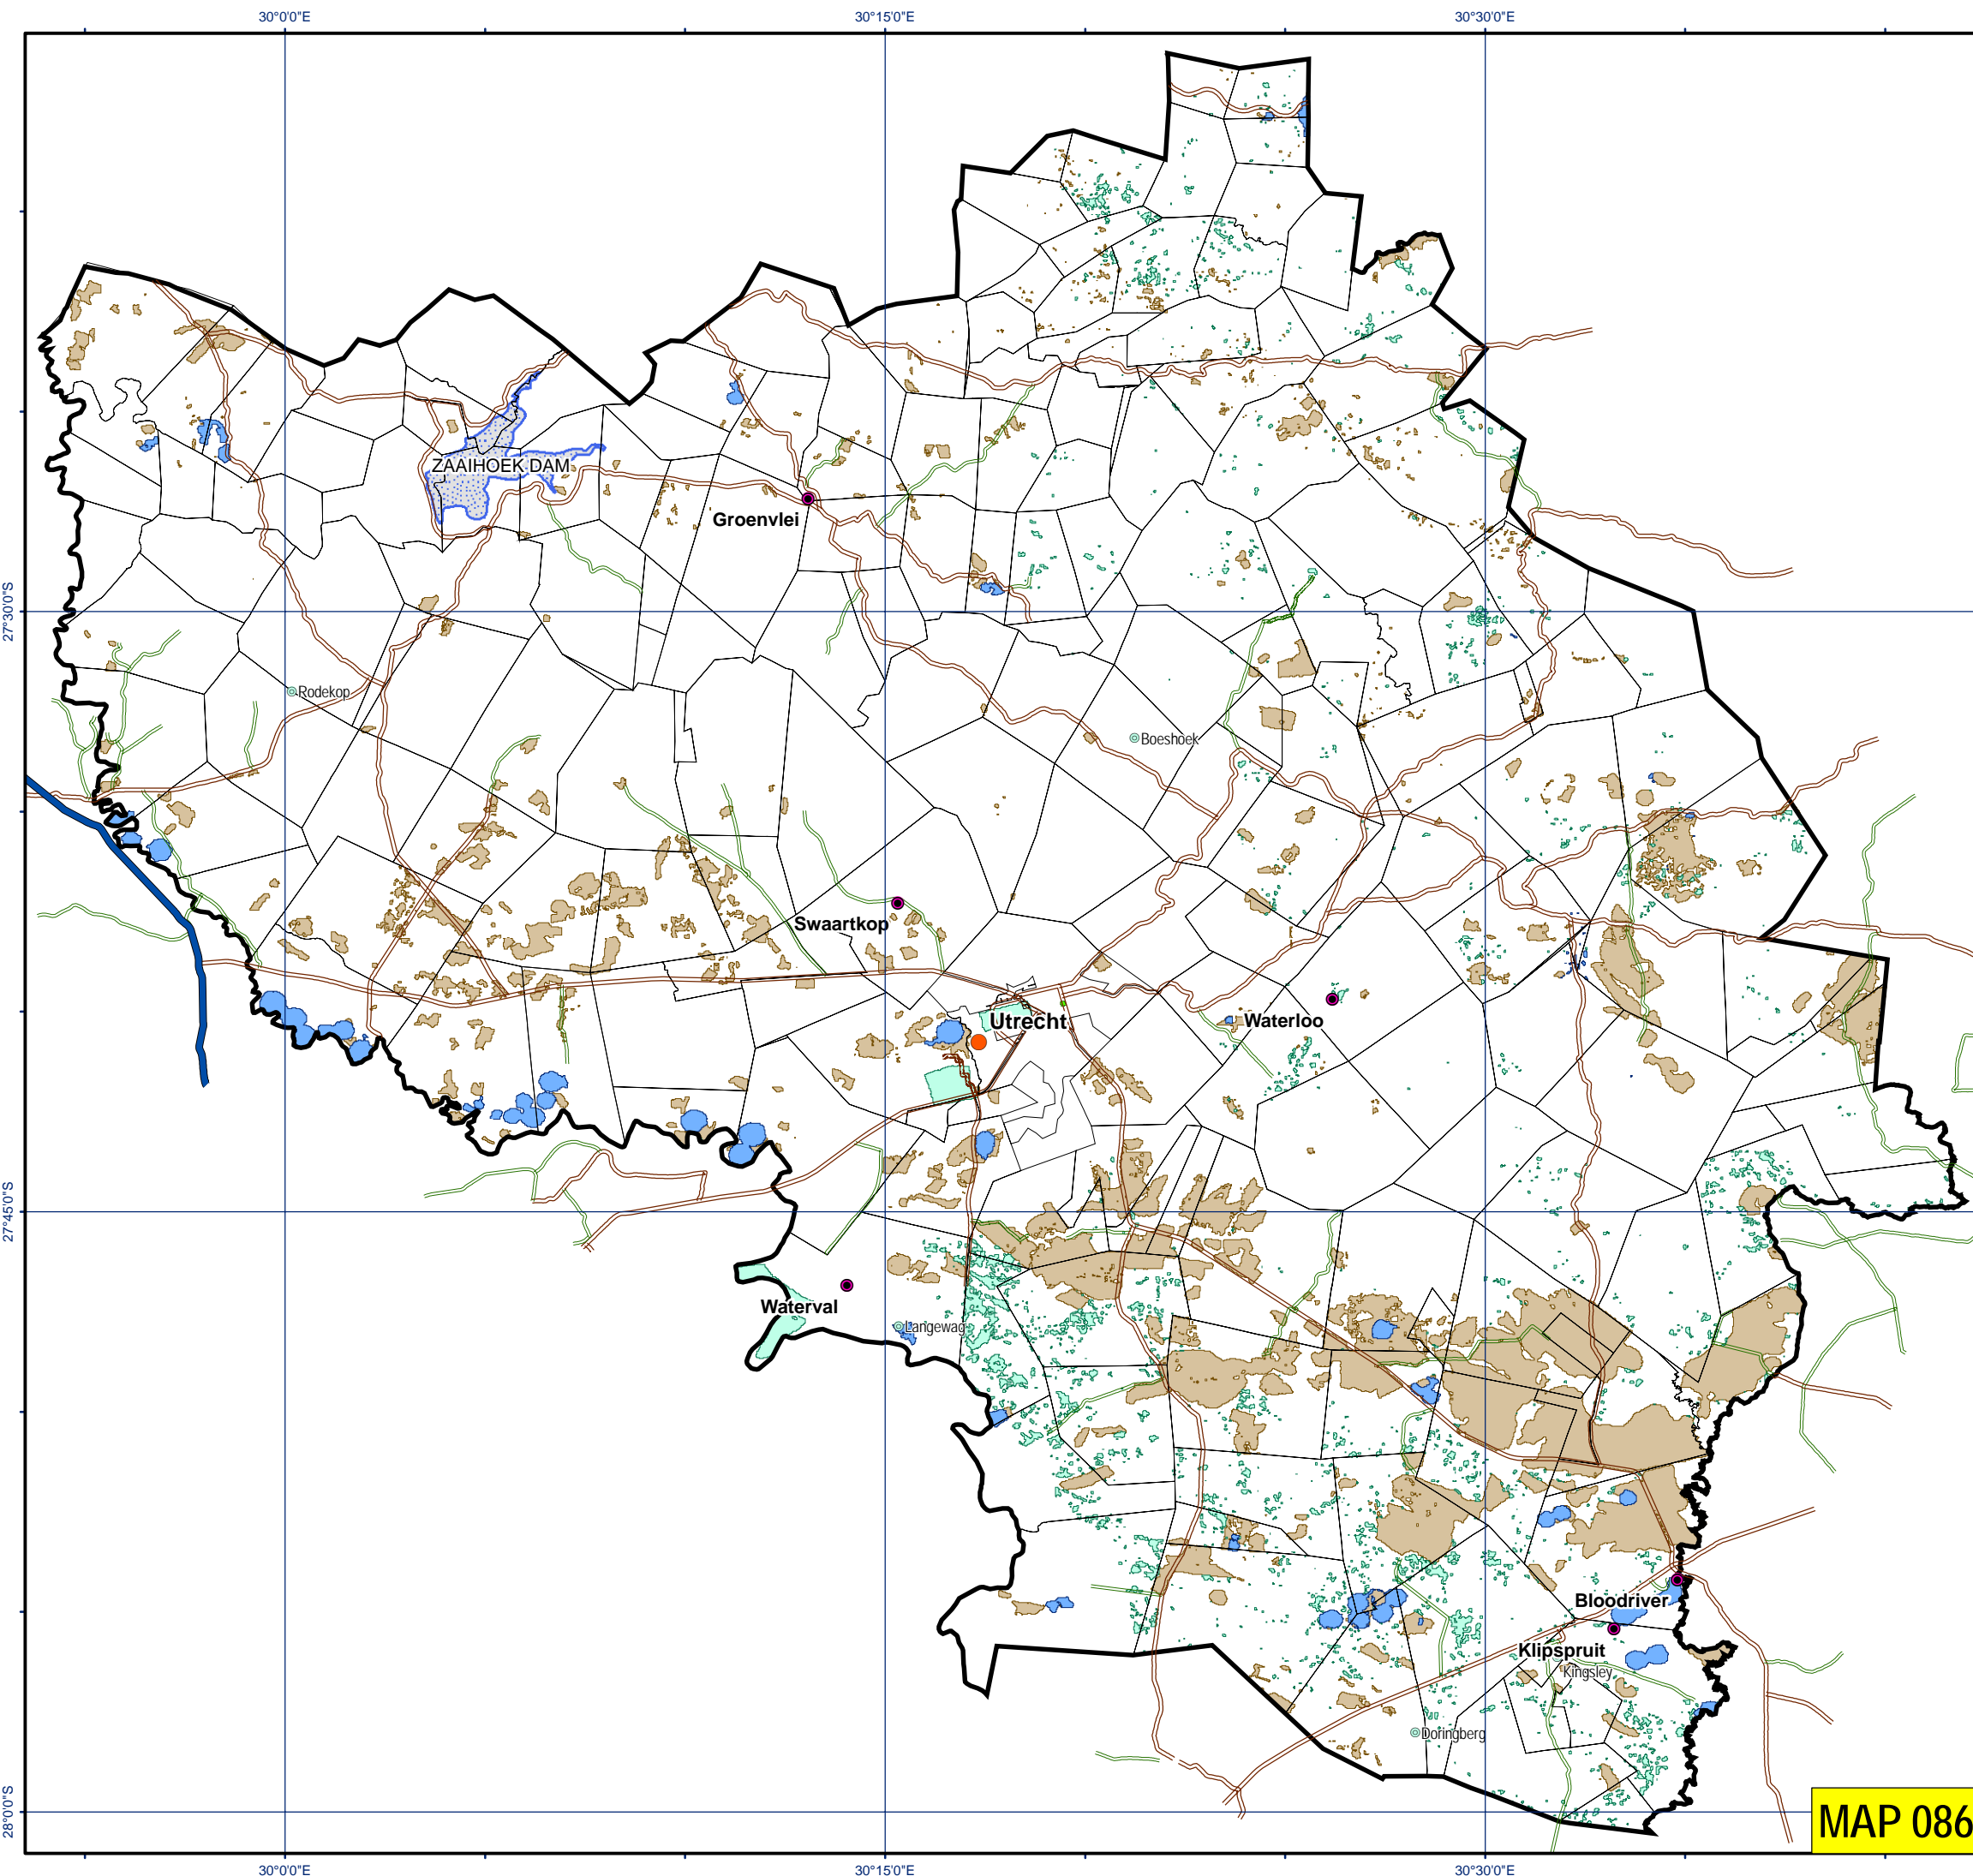 30°0'0"E
30°15'0"E
30°30'0"E
ZAAIHOEK DAM
Groenvlei
27°30'0"S
Rodekop
Boeshoek
Swaartkop
Utrecht
Waterloo
27°45'0"S
Waterval
Langewag
Bloodriver
Klipspruit
Kingsley
Doringberg
28°0'0"S
MAP 086
30°0'0"E
30°15'0"E
30°30'0"E